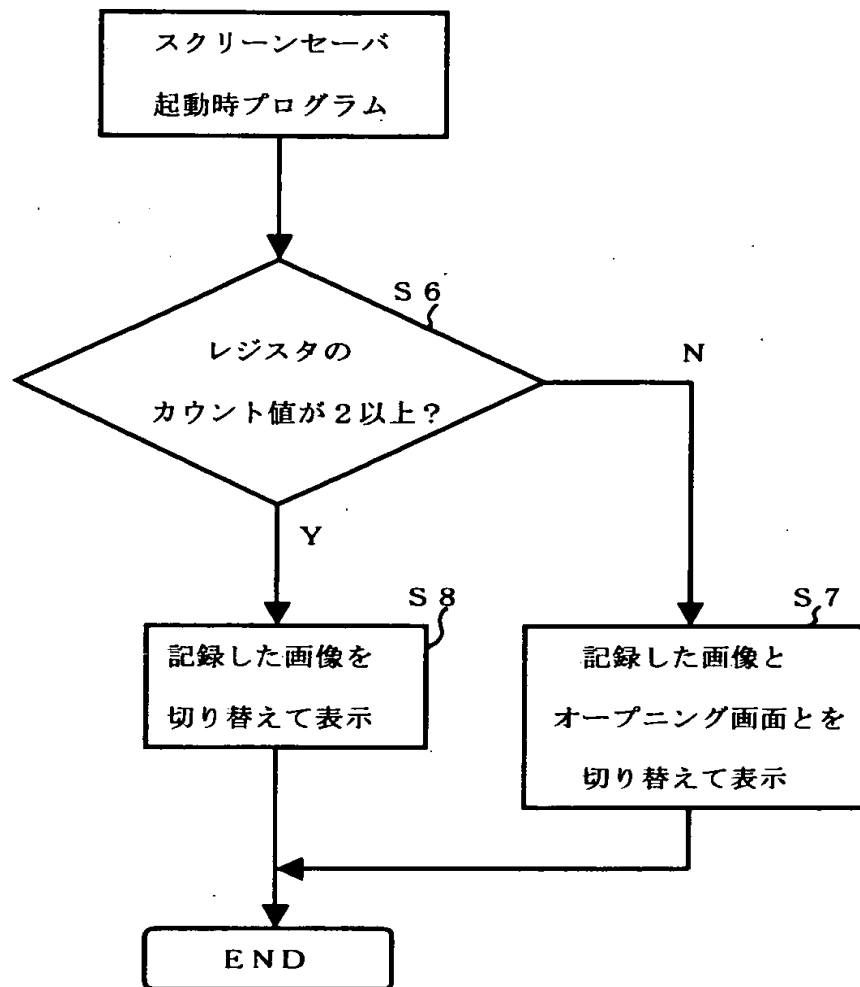 スクリーンセーバ
起動時プログラム
S6
レジスタの
カウント値が2以上?
N
Y
S8
記録した画像を
切り替えて表示
S7
記録した画像と
オープニング画面とを
切り替えて表示
END